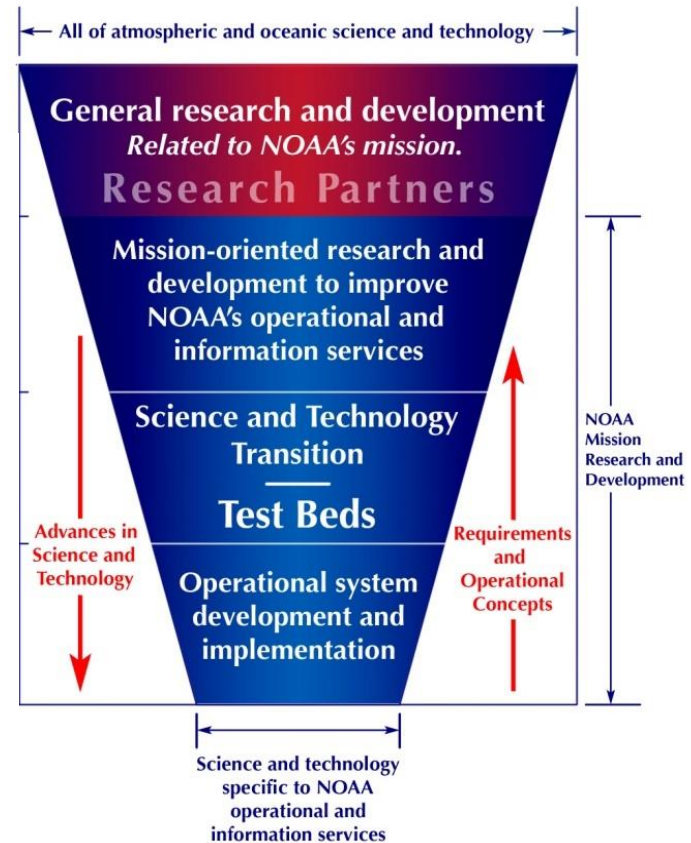 All of atmospheric and oceanic science and technology
General research and development
Related to NOAA's mission.
Research Partners
Mission-oriented research and
development to improve
NOAA's operational and
information services
Science and Technology
Transition
Test Beds
Operational system
development and
implementation
Advances in
Science and
Technology
Requirements
and
Operational
Concepts
NOAA
Mission
Research and
Development
Science and technology
specific to NOAA
operational and
information services